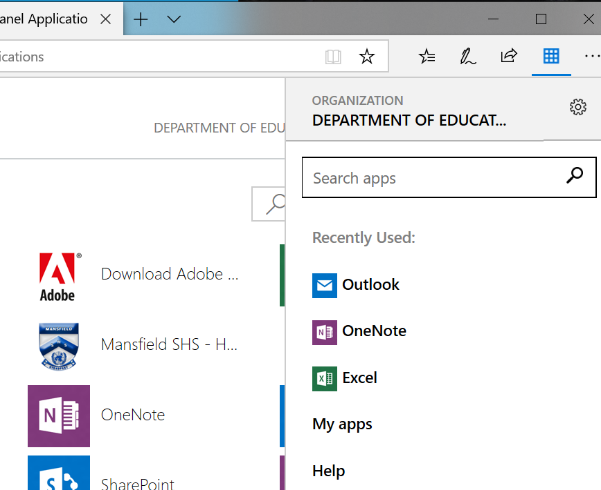 anel Applicatio
ications
DEPARTMENT OF EDU
Adobe
Download Adobe ...
MANSFIELD
Mansfield SHS - H...
N
OneNote
S
SharePoint
ORGANIZATION
DEPARTMENT OF EDUCAT...
Search apps
Recently Used:
Outlook
OneNote
Excel
My apps
Help